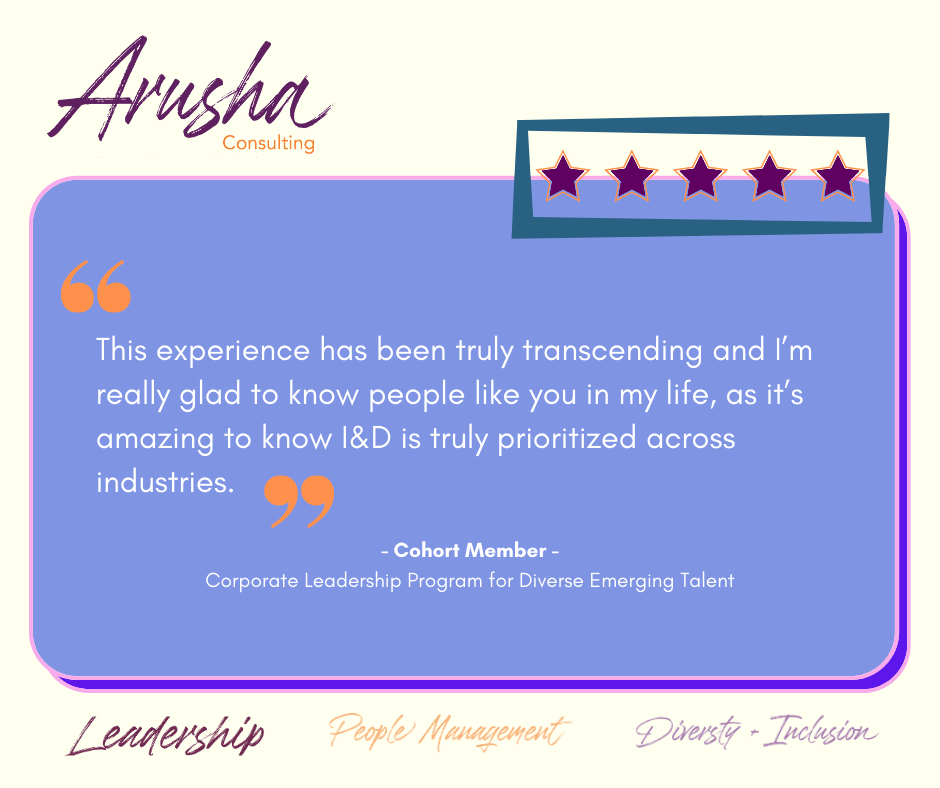 Arusha
Consulting
“
This experience has been truly transcending and I’m
really glad to know people like you in my life, as it’s
amazing to know I&D is truly prioritized across
industries. ”
- Cohort Member -
Corporate Leadership Program for Diverse Emerging Talent
Leadership People Management Diversty + Inclusion